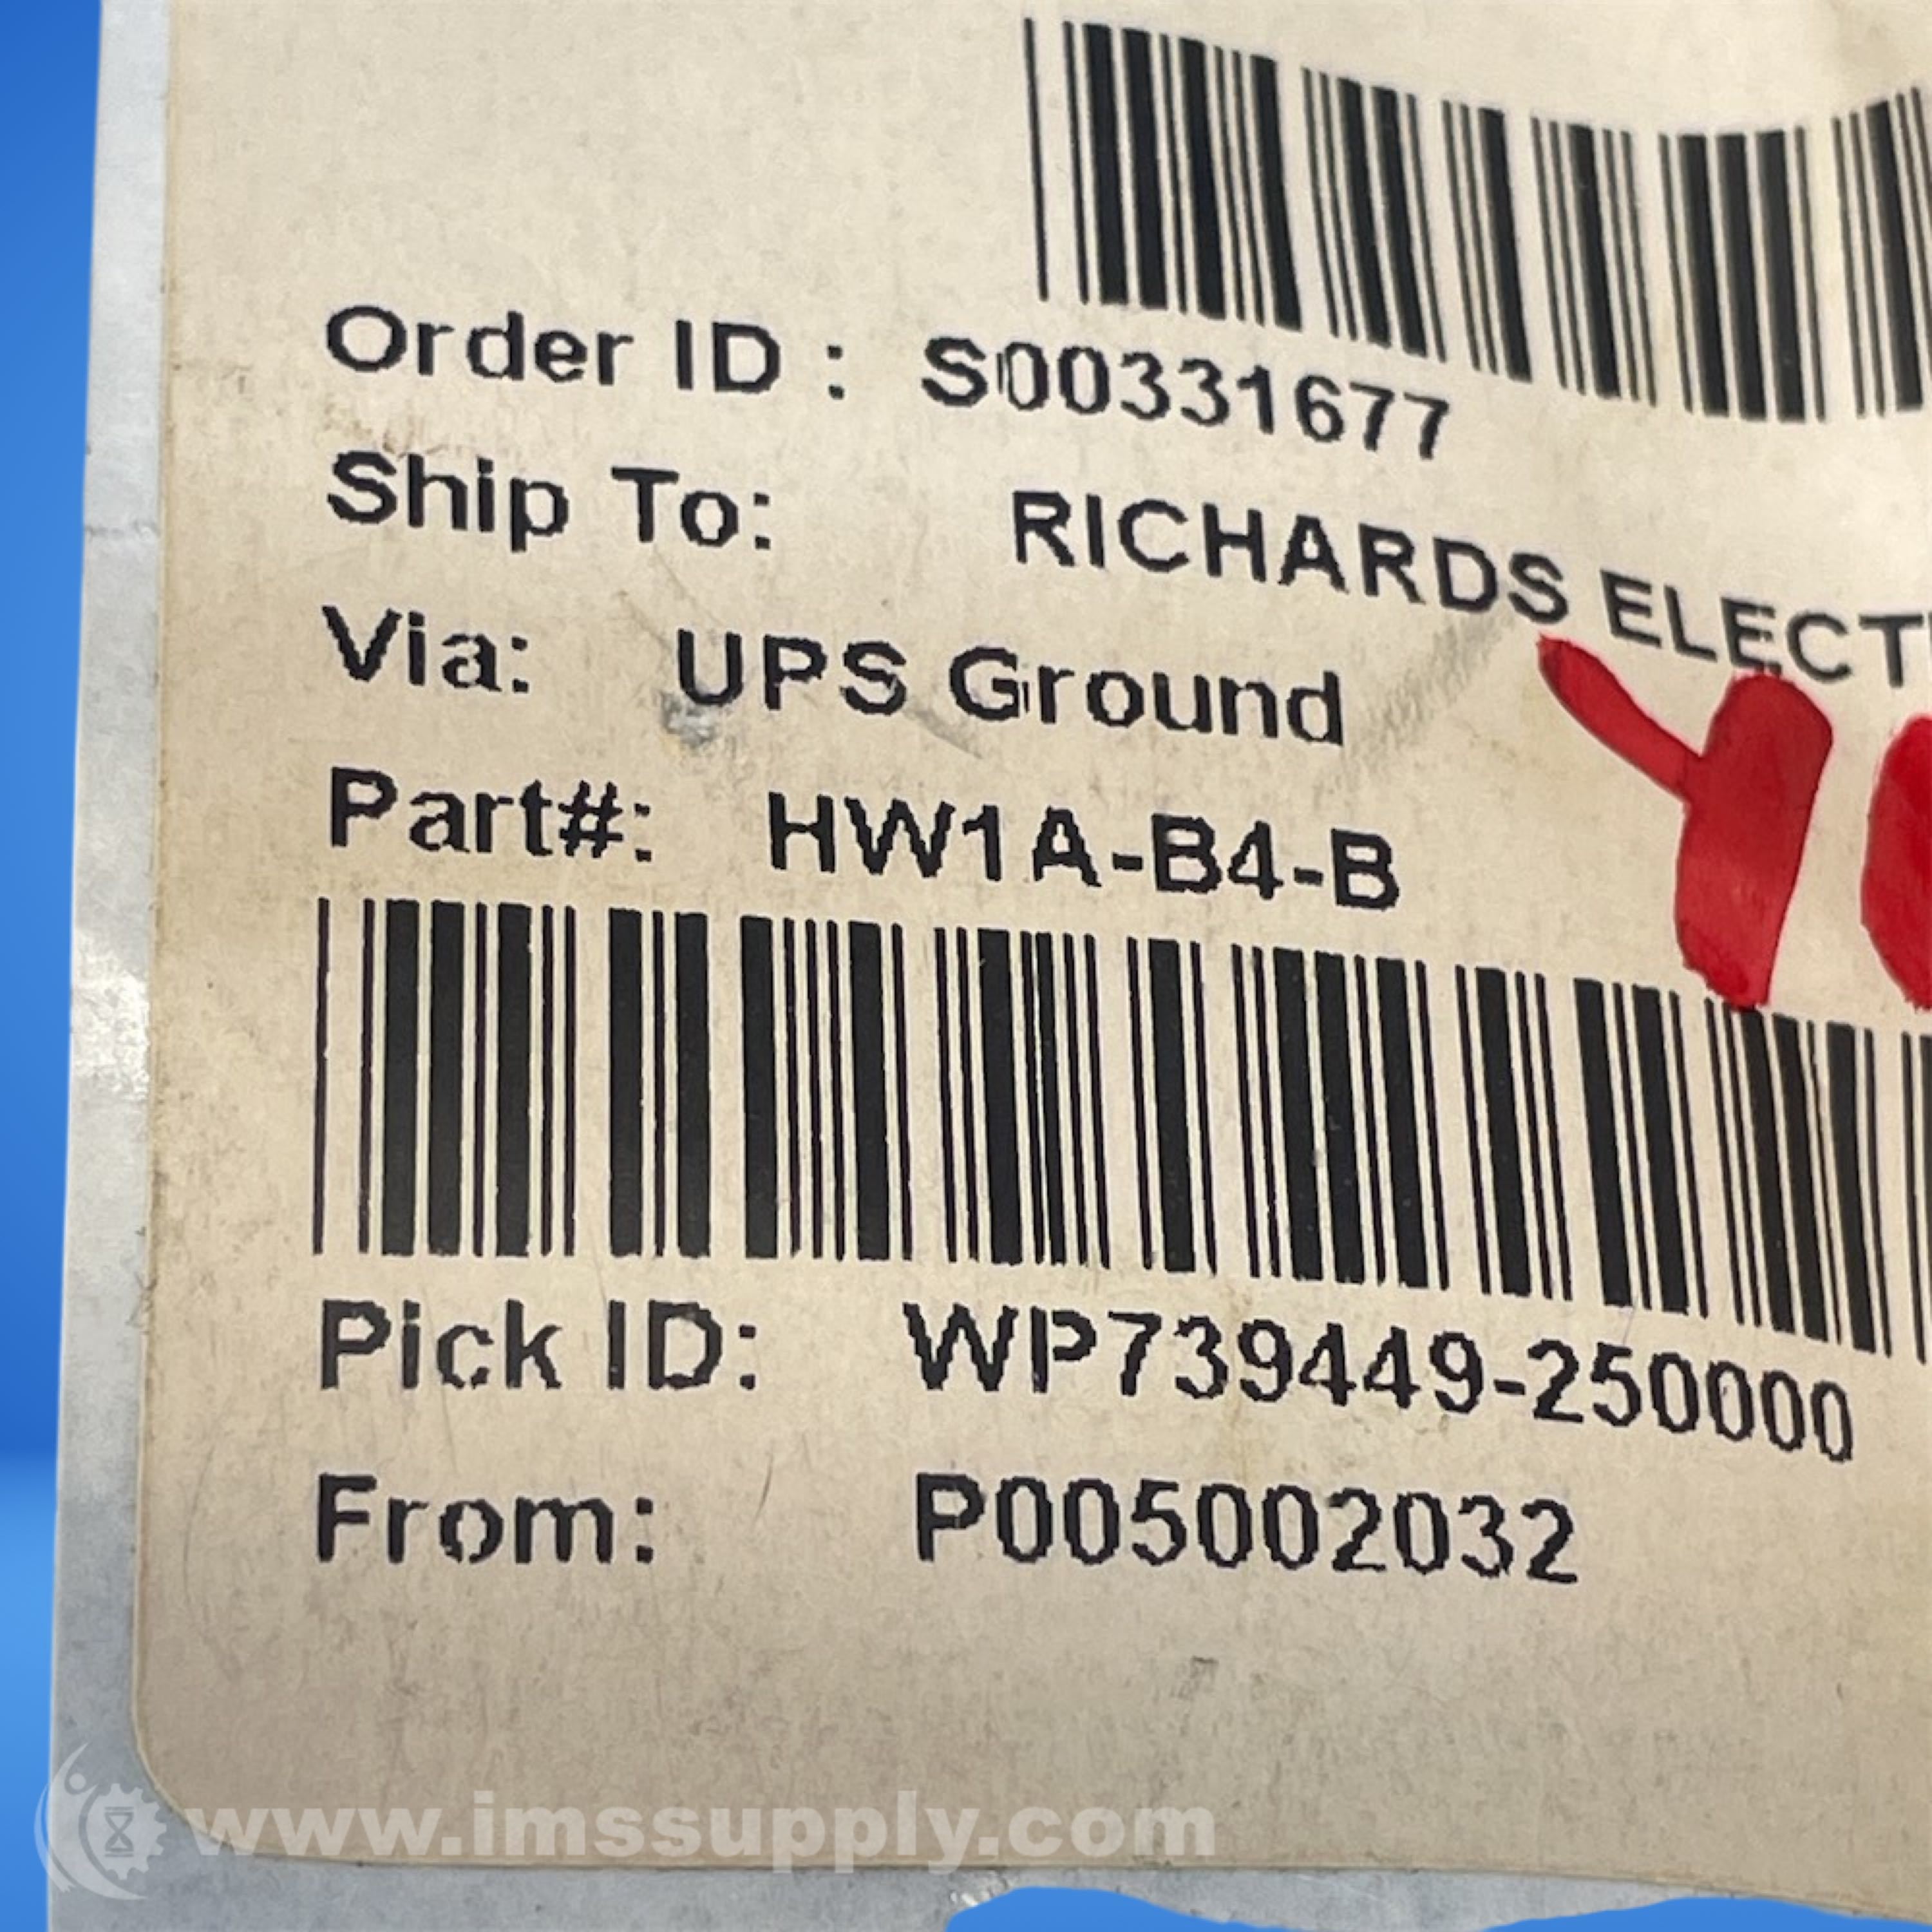 Order ID : S00331677
Ship To: RICHARDS
Via: UPS Ground
Part#: HW1A-B4-B
Pick ID: WP739449-250000
From: P005002032
www.imssupply.com